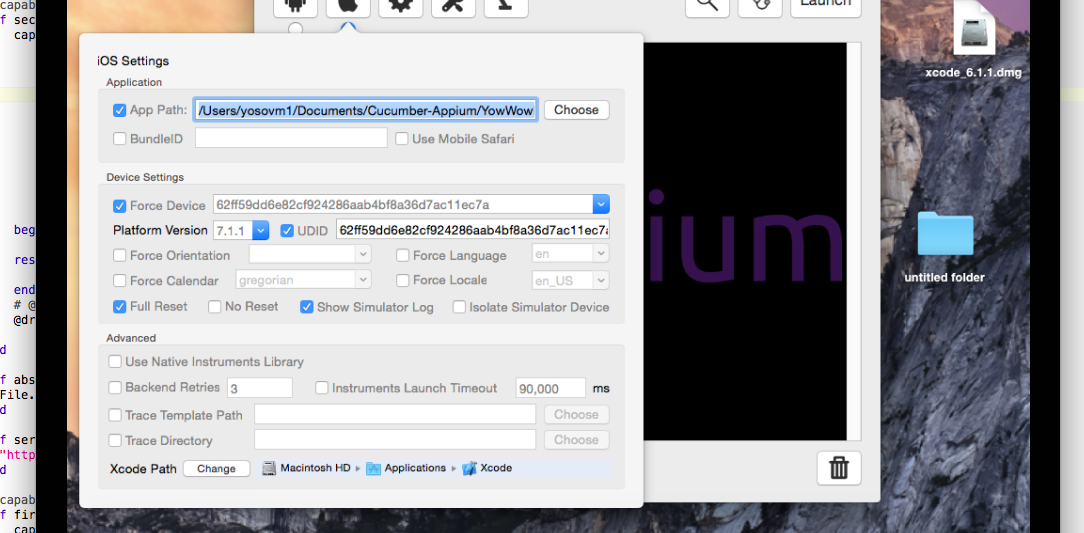 capab
f sec
cap
Launch
xcode_6.1.1.dmg
iOS Settings
Application
App Path: /Users/yosovm1/Documents/Cucumber-Appium/YowWow Choose
BundleID Use Mobile Safari
Device Settings
Force Device 62ff59dd6e82cf924286aab4bf8a36d7ac11ec7a
Platform Version 7.1.1 UDID 62ff59dd6e82cf924286aab4bf8a36d7ac11ec7a
Force Orientation Force Language en
Force Calendar gregorian Force Locale en_US
Full Reset No Reset Show Simulator Log Isolate Simulator Device
Advanced
Use Native Instruments Library
Backend Retries 3 Instruments Launch Timeout 90,000 ms
Trace Template Path Choose
Trace Directory Choose
Xcode Path Change Macintosh HD ▸ Applications ▸ Xcode
ium
untitled folder
beg
res
end
# @
@dr
d
f abs
File.
d
f ser
"http
d
capab
f fir
cap